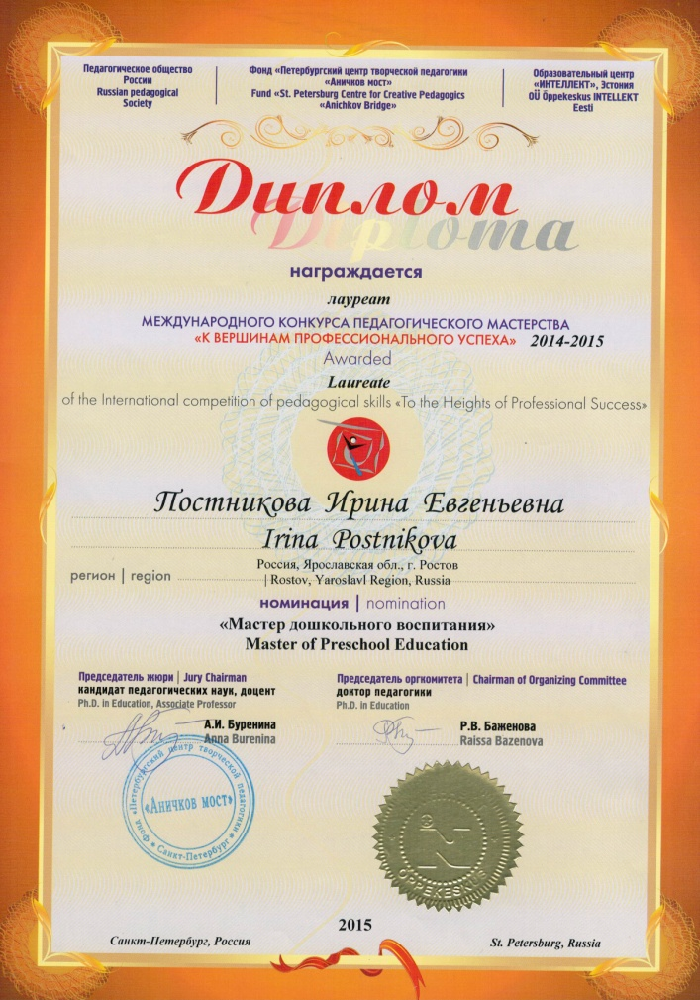 Педагогическое общество
России
Russian pedagogical
Society
Фонд «Петербургский центр творческой педагогики
«Аничков мост»
Fund «St. Petersburg Centre for Creative Pedagogics
«Anichkov Bridge»
Образовательный центр
«ИНТЕЛЛЕКТ», Эстония
OÜ Õppekeskus INTELLEKT
Eesti
Диплом
Diploma
награждается
лауреат
МЕЖДУНАРОДНОГО КОНКУРСА ПЕДАГОГИЧЕСКОГО МАСТЕРСТВА
«К ВЕРШИНАМ ПРОФЕССИОНАЛЬНОГО УСПЕХА» 2014-2015
Awarded
Laureate
of the International competition of pedagogical skills «To the Heights of Professional Success»
Постникова Ирина Евгеньевна
Irina Postnikova
Россия, Ярославская обл., г. Ростов
регион | region | Rostov, Yaroslavl Region, Russia
номинация | nomination
«Мастер дошкольного воспитания»
Master of Preschool Education
Председатель жюри | Jury Chairman
кандидат педагогических наук, доцент
Ph.D. in Education, Associate Professor
А.И. Буренина
Anna Burenina
Председатель оргкомитета | Chairman of Organizing Committee
доктор педагогики
Ph.D. in Education
Р.В. Баженова
Raissa Bazenova
Фонд «Петербургский центр творческой педагогики
«Аничков мост»
Санкт-Петербург
ÕPPEKESKUS
2015
Санкт-Петербург, Россия
St. Petersburg, Russia